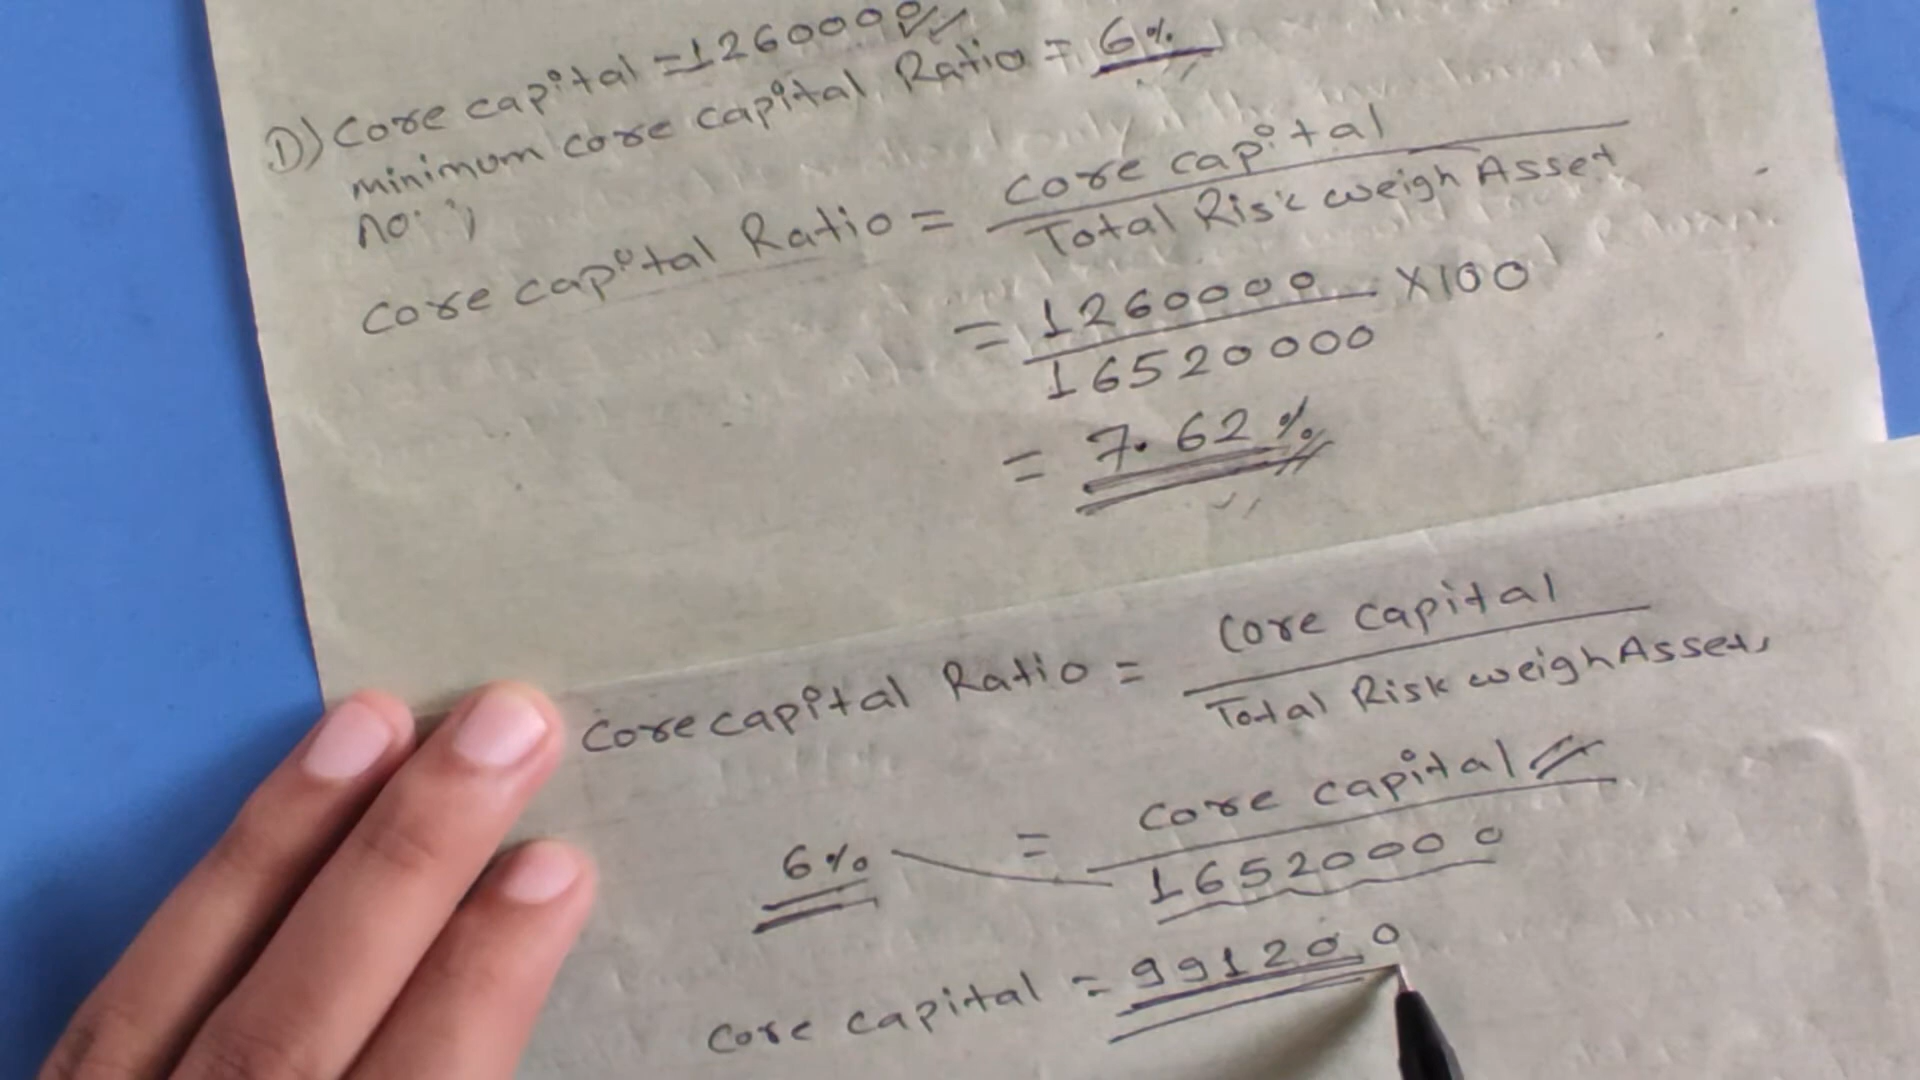 D) Core capital = 1260000
minimum core capital Ratio = 6%
no:
core capital Ratio = core capital
Total Risk weigh Asset
= 1260000 X100
16520000
= 7.62%
core capital Ratio = core capital
Total Risk weigh Asset,
6% = core capital
16520000
core capital = 991200